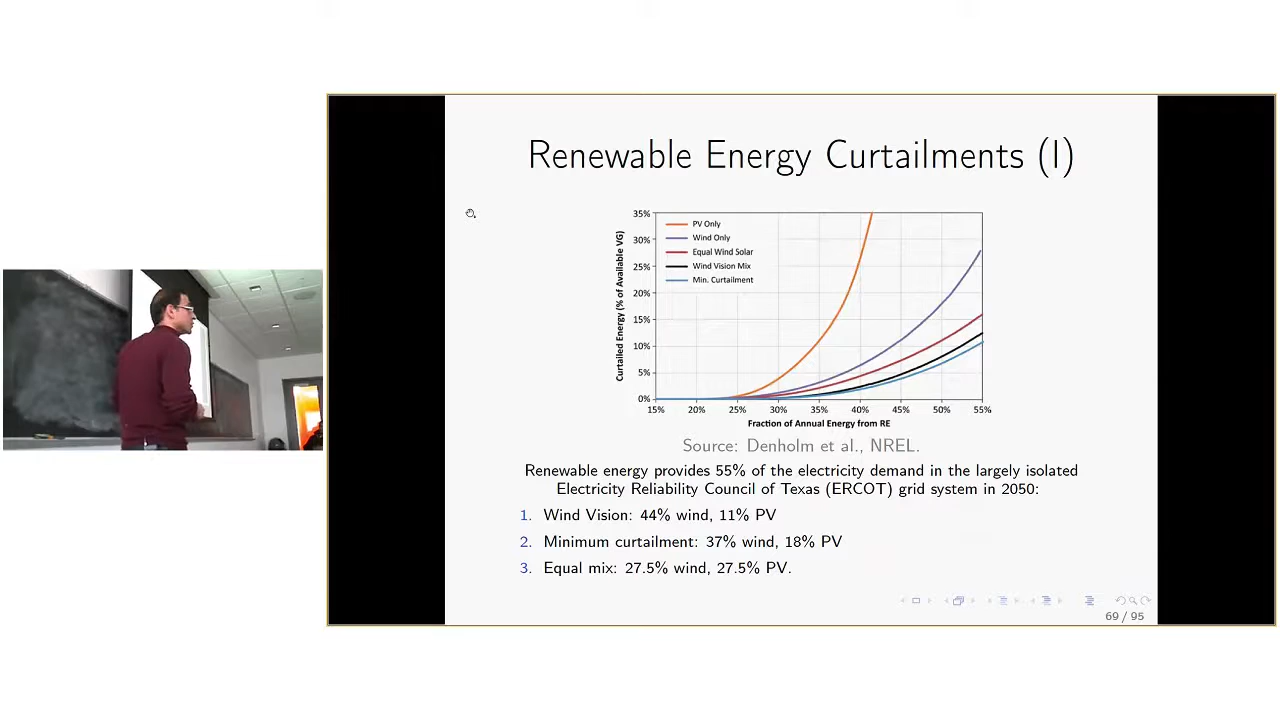 Renewable Energy Curtailments (I)
35%
30%
25%
20%
15%
10%
5%
0%
Curtailed Energy (% of Available VG)
PV Only
Wind Only
Equal Wind Solar
Wind Vision Mix
Min. Curtailment
15% 20% 25% 30% 35% 40% 45% 50% 55%
Fraction of Annual Energy from RE
Source: Denholm et al., NREL.
Renewable energy provides 55% of the electricity demand in the largely isolated
Electricity Reliability Council of Texas (ERCOT) grid system in 2050:
1. Wind Vision: 44% wind, 11% PV
2. Minimum curtailment: 37% wind, 18% PV
3. Equal mix: 27.5% wind, 27.5% PV.
69 / 95